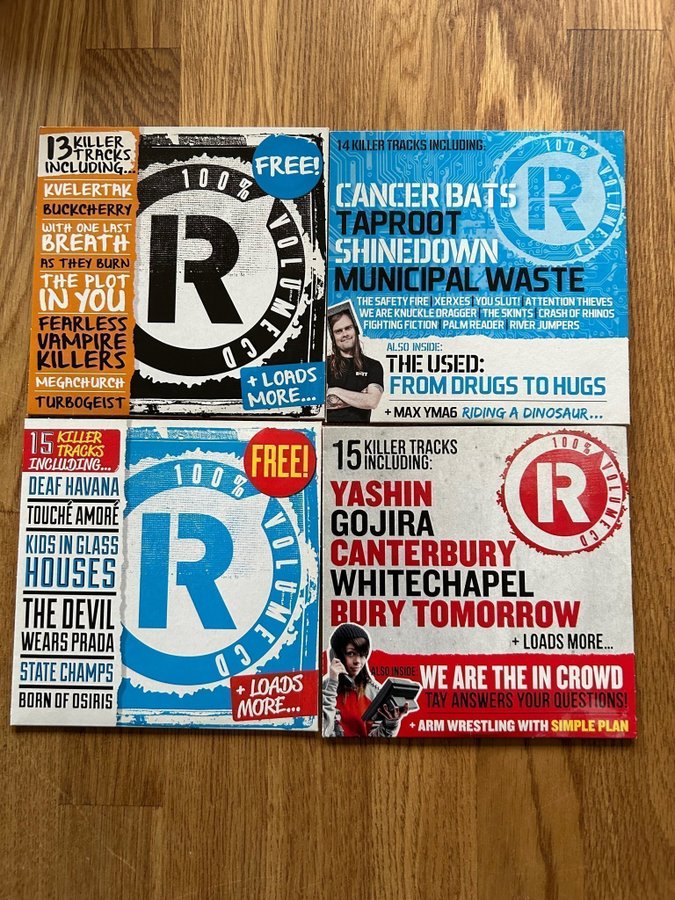 13 KILLER
TRACKS
INCLUDING...
KVELERTAK
BUCKCHERRY
WITH ONE LAST
BREATH
AS THEY BURN
THE PLOT
IN YOU
FEARLESS
VAMPIRE
KILLERS
MEGACHURCH
TURBOGEIST
FREE!
100% VOLUME CD
R
+ LOADS
MORE...
14 KILLER TRACKS INCLUDING:
CANCER BATS
TAPROOT
SHINEDOWN
MUNICIPAL WASTE
THE SAFETY FIRE | XERXES | YOU SLUT! | ATTENTION THIEVES
WE ARE KNUCKLE DRAGGER | THE SKINTS | CRASH OF RHINOS
FIGHTING FICTION | PALM READER | RIVER JUMPERS
100% VOLUME CD
R
ALSO INSIDE:
THE USED:
FROM DRUGS TO HUGS
+ MAX YMA6 RIDING A DINOSAUR...
15 KILLER
TRACKS
INCLUDING...
DEAF HAVANA
TOUCHÉ AMORÉ
KIDS IN GLASS
HOUSES
THE DEVIL
WEARS PRADA
STATE CHAMPS
BORN OF OSIRIS
FREE!
100% VOLUME CD
R
+ LOADS
MORE...
15 KILLER TRACKS
INCLUDING:
YASHIN
GOJIRA
CANTERBURY
WHITECHAPEL
BURY TOMORROW
+ LOADS MORE...
100% VOLUME CD
R
ALSO INSIDE: WE ARE THE IN CROWD
TAY ANSWERS YOUR QUESTIONS!
+ ARM WRESTLING WITH SIMPLE PLAN